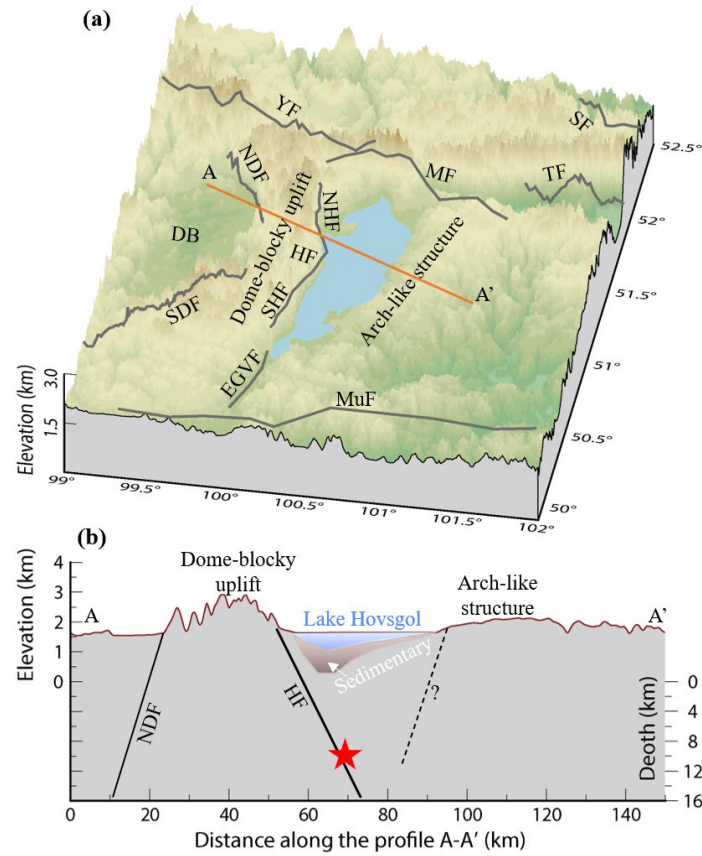 (a)
YF
SF
52.5°
NDF
MF
TF
A
NHF
52°
DB
Dome-blocky uplift
HF
Arch-like structure
A'
51.5°
SDF
SHF
51°
EGVF
Elevation (km)
3.0
1.5
MuF
50.5°
99°
99.5°
100°
100.5°
101°
101.5°
102°
50°
(b)
Dome-blocky
uplift
Arch-like
structure
A
A'
Lake Hovsgol
Sedimentary
Elevation (km)
4
3
2
1
0
NDF
HF
?
0
4
8
12
16
Deoth (km)
0
20
40
60
80
100
120
140
Distance along the profile A-A' (km)